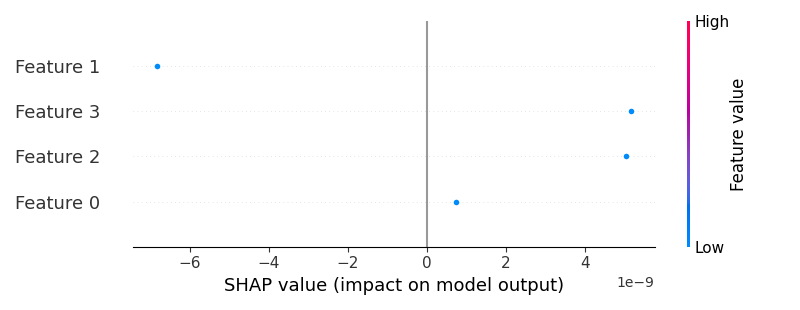 High
Feature 1
Feature 3
Feature 2
Feature 0
Feature value
Low
−6 −4 −2 0 2 4
1e−9
SHAP value (impact on model output)